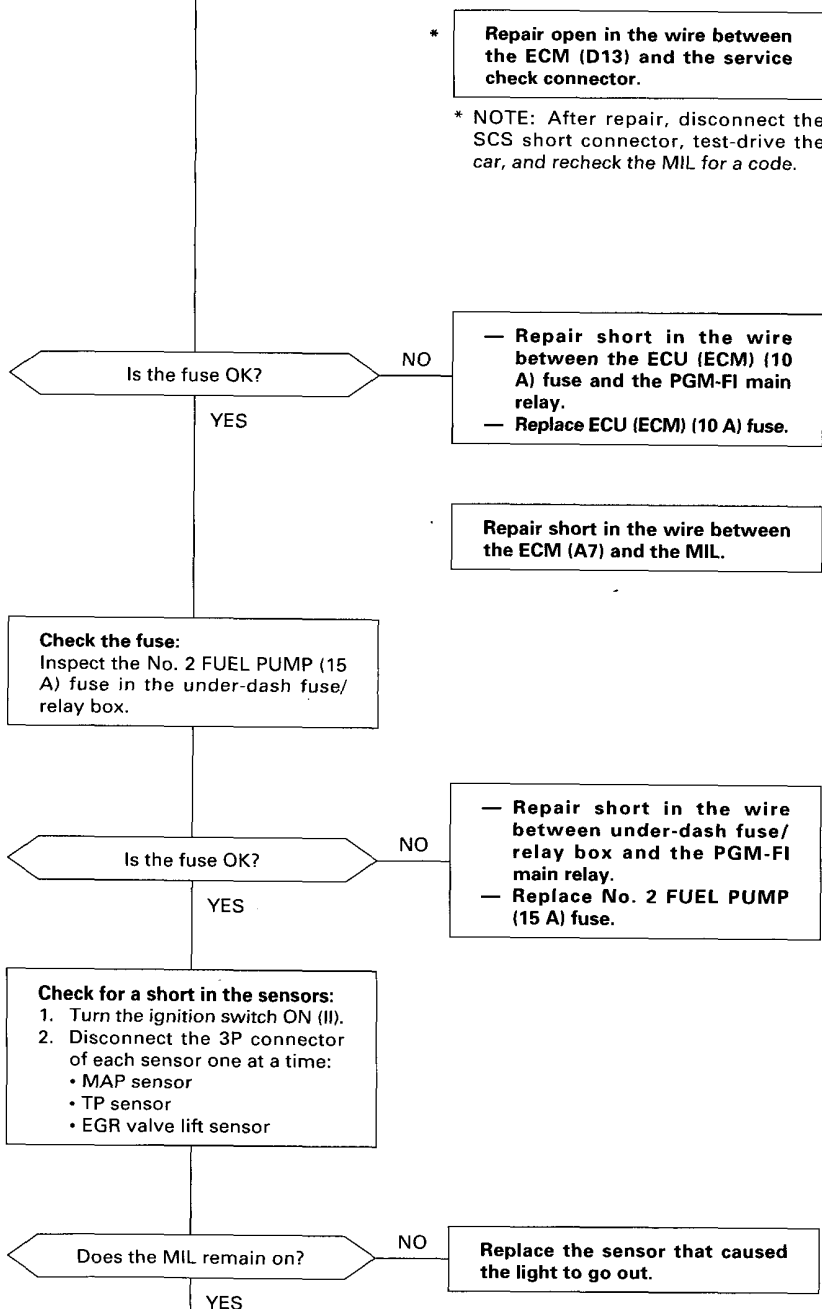 *
Repair open in the wire between
the ECM (D13) and the service
check connector.
* NOTE: After repair, disconnect the
SCS short connector, test-drive the
car, and recheck the MIL for a code.
Is the fuse OK?
NO
YES
— Repair short in the wire
between the ECU (ECM) (10
A) fuse and the PGM-FI main
relay.
— Replace ECU (ECM) (10 A) fuse.
Repair short in the wire between
the ECM (A7) and the MIL.
Check the fuse:
Inspect the No. 2 FUEL PUMP (15
A) fuse in the under-dash fuse/
relay box.
Is the fuse OK?
NO
YES
— Repair short in the wire
between under-dash fuse/
relay box and the PGM-FI
main relay.
— Replace No. 2 FUEL PUMP
(15 A) fuse.
Check for a short in the sensors:
1. Turn the ignition switch ON (II).
2. Disconnect the 3P connector
of each sensor one at a time:
• MAP sensor
• TP sensor
• EGR valve lift sensor
Does the MIL remain on?
NO
YES
Replace the sensor that caused
the light to go out.